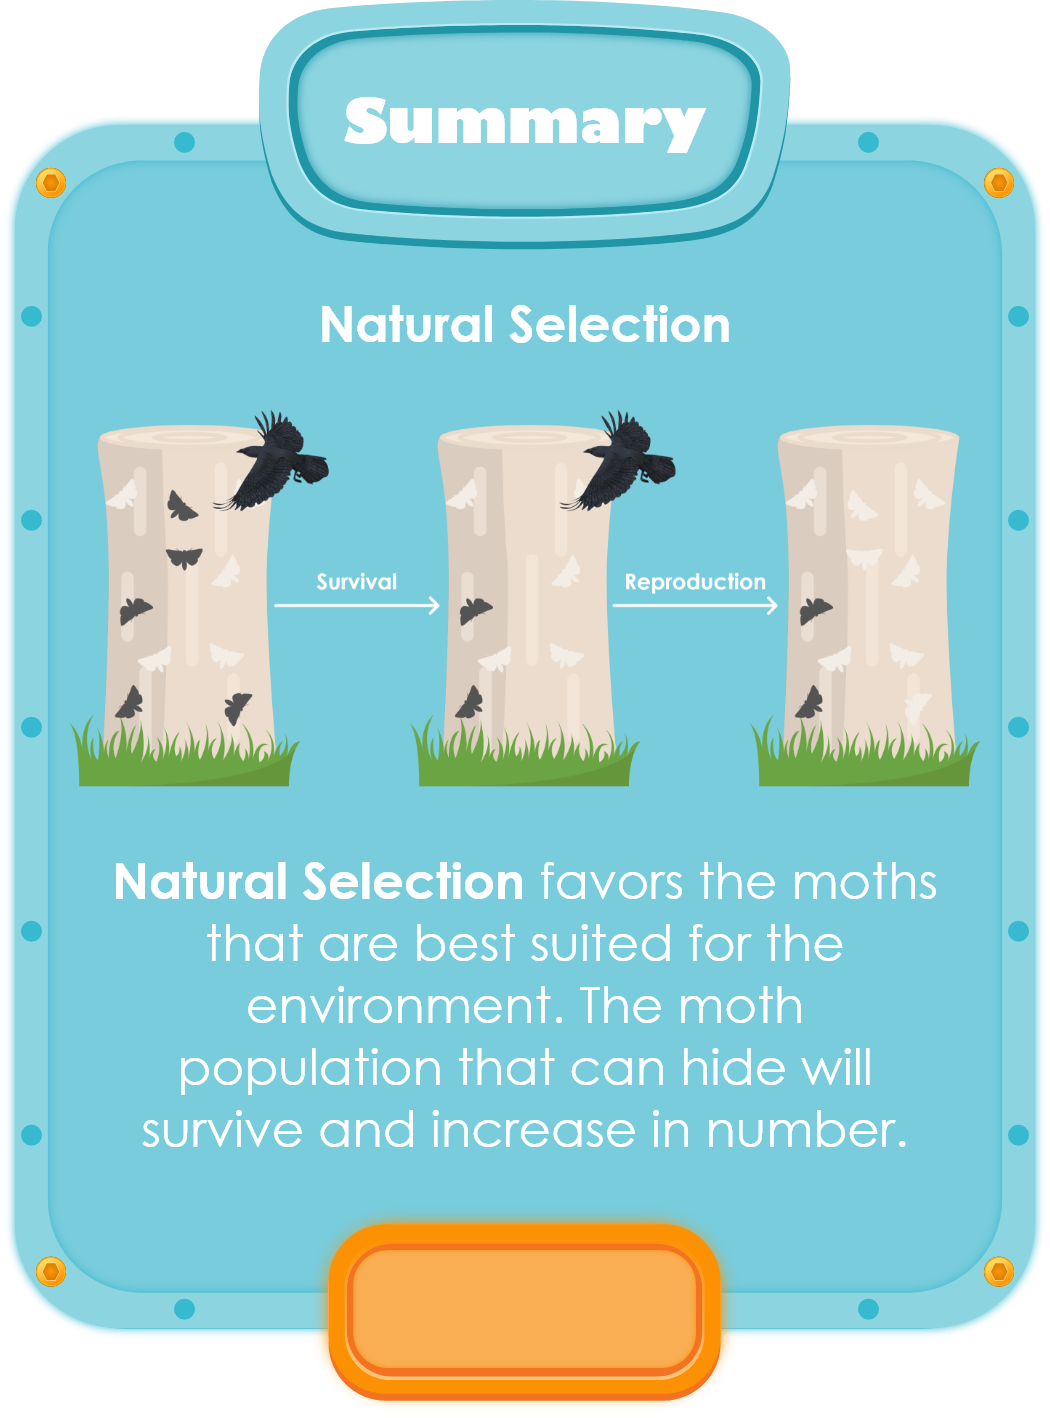 Summary
Natural Selection
Survival
Reproduction
Natural Selection favors the moths
that are best suited for the
environment. The moth
population that can hide will
survive and increase in number.